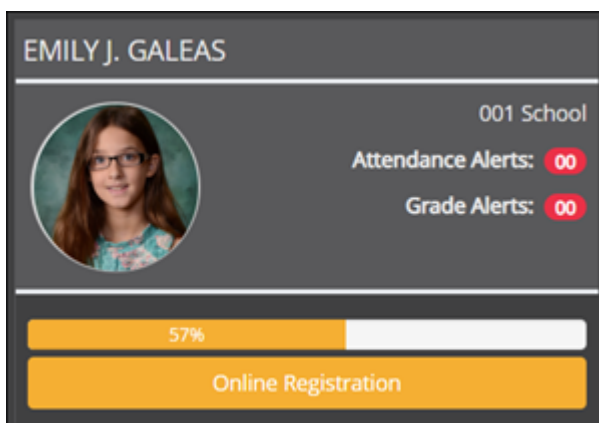 EMILY J. GALEAS
001 School
Attendance Alerts: 00
Grade Alerts: 00
57%
Online Registration